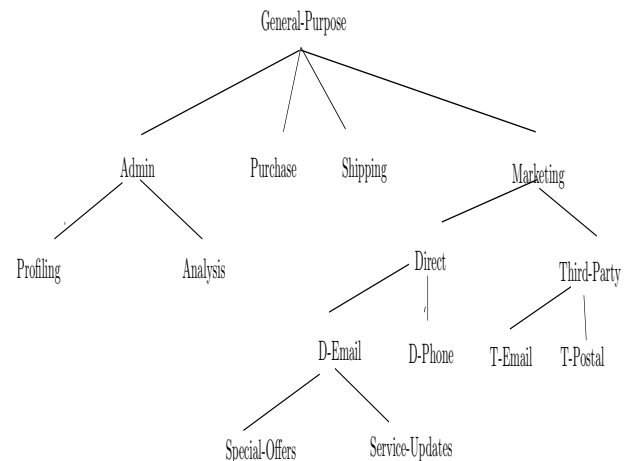 General-Purpose
Admin
Purchase
Shipping
Marketing
Profiling
Analysis
Direct
Third-Party
D-Email
D-Phone
T-Email
T-Postal
Special-Offers
Service-Updates